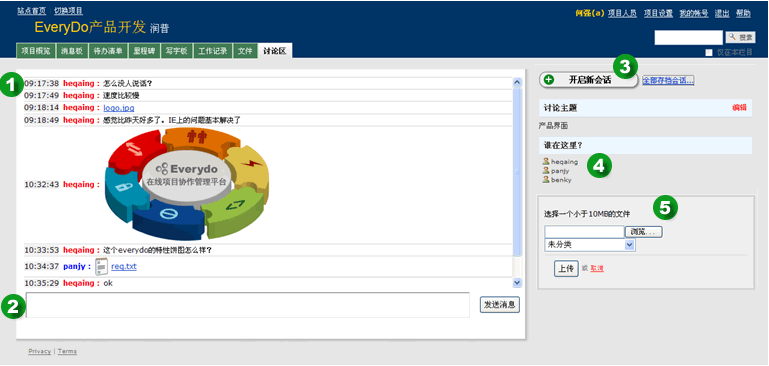 站点首页 切换项目
何强(a) 项目人员 项目设置 我的帐号 退出 帮助
EveryDo产品开发 润普
搜索
仅在本栏目
项目概览 消息板 待办清单 里程碑 写字板 工作记录 文件 讨论区
1
09:17:38 heqaing： 怎么没人说话?
09:17:49 heqaing： 速度比较慢
09:18:14 heqaing： logo.jpg
09:18:49 heqaing： 感觉比昨天好多了。IE上的问题基本解决了
10:32:43 heqaing：
Everydo
在线项目协作管理平台
10:33:53 heqaing： 这个everydo的特性饼图怎么样?
10:34:37 panjy： req.txt
10:35:29 heqaing： ok
2
发送消息
3
开启新会话 全部存档会话...
讨论主题 编辑
产品界面
谁在这里?
4
heqaing
panjy
benky
5
选择一个小于10MB的文件
浏览...
未分类
上传 或 取消
Privacy | Terms